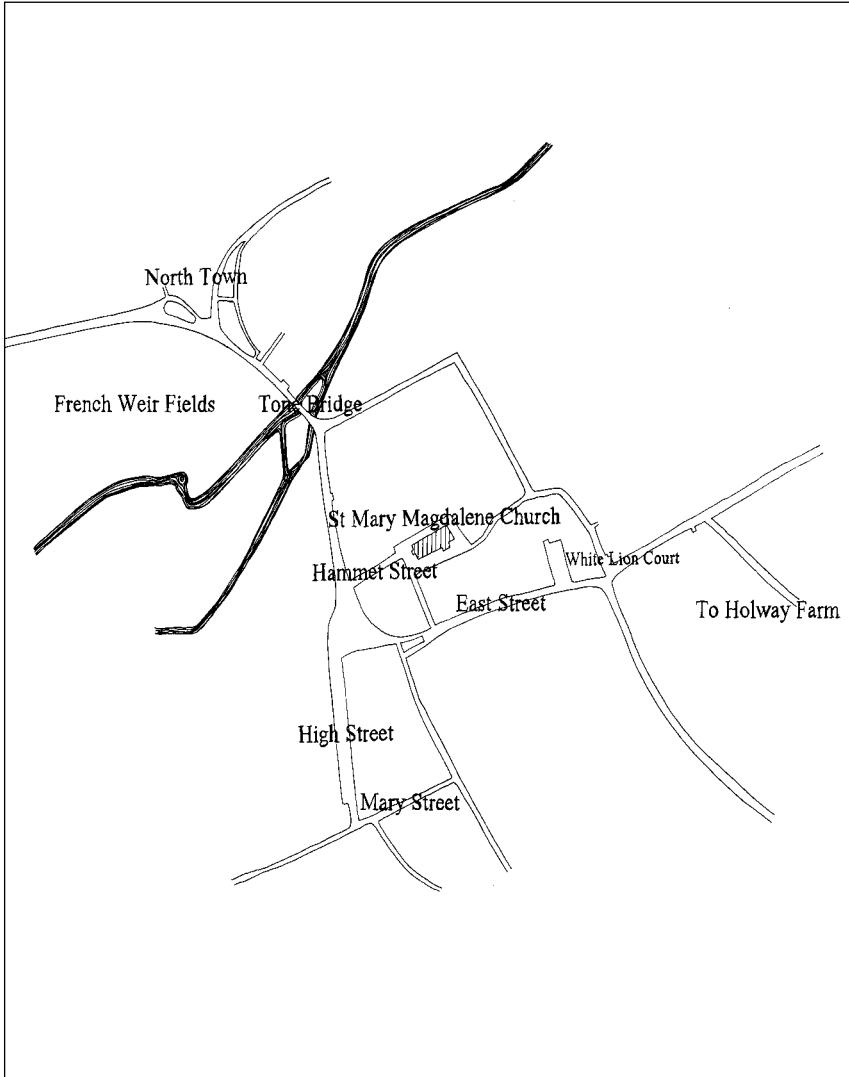 North Town
French Weir Fields
Tone Bridge
St Mary Magdalene Church
White Lion Court
Hammet Street
East Street
To Holway Farm
High Street
Mary Street